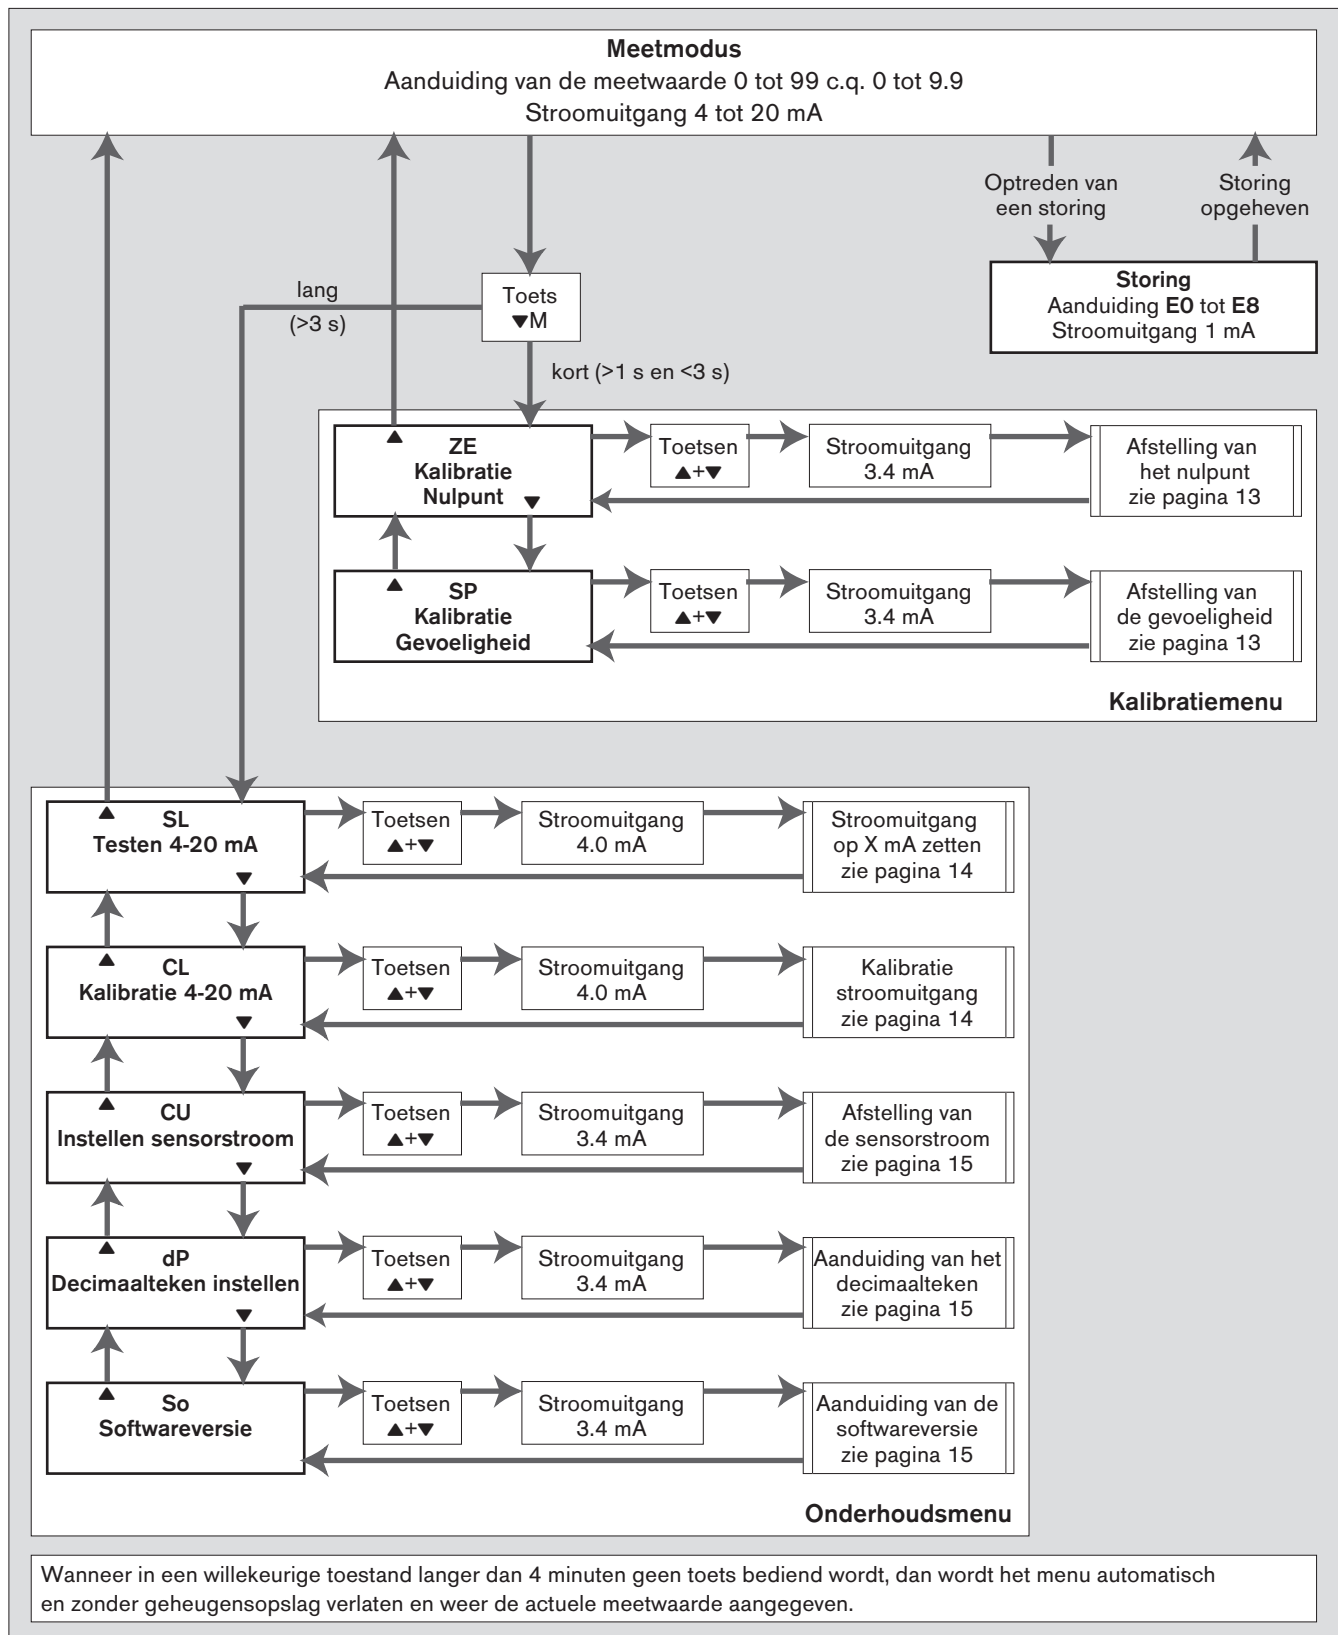 Meetmodus
Aanduiding van de meetwaarde 0 tot 99 c.q. 0 tot 9.9
Stroomuitgang 4 tot 20 mA
Optreden van
een storing
Storing
opgeheven
Storing
Aanduiding E0 tot E8
Stroomuitgang 1 mA
lang
(>3 s)
Toets
▼M
kort (>1 s en <3 s)
▲
ZE
Kalibratie
Nulpunt ▼
Toetsen
▲+▼
Stroomuitgang
3.4 mA
Afstelling van
het nulpunt
zie pagina 13
▲
SP
Kalibratie
Gevoeligheid
Toetsen
▲+▼
Stroomuitgang
3.4 mA
Afstelling van
de gevoeligheid
zie pagina 13
Kalibratiemenu
▲
SL
Testen 4-20 mA
▼
Toetsen
▲+▼
Stroomuitgang
4.0 mA
Stroomuitgang
op X mA zetten
zie pagina 14
▲
CL
Kalibratie 4-20 mA
▼
Toetsen
▲+▼
Stroomuitgang
4.0 mA
Kalibratie
stroomuitgang
zie pagina 14
▲
CU
Instellen sensorstroom
▼
Toetsen
▲+▼
Stroomuitgang
3.4 mA
Afstelling van
de sensorstroom
zie pagina 15
▲
dP
Decimaalteken instellen
▼
Toetsen
▲+▼
Stroomuitgang
3.4 mA
Aanduiding van het
decimaalteken
zie pagina 15
▲
So
Softwareversie
Toetsen
▲+▼
Stroomuitgang
3.4 mA
Aanduiding van de
softwareversie
zie pagina 15
Onderhoudsmenu
Wanneer in een willekeurige toestand langer dan 4 minuten geen toets bediend wordt, dan wordt het menu automatisch
en zonder geheugensopslag verlaten en weer de actuele meetwaarde aangegeven.